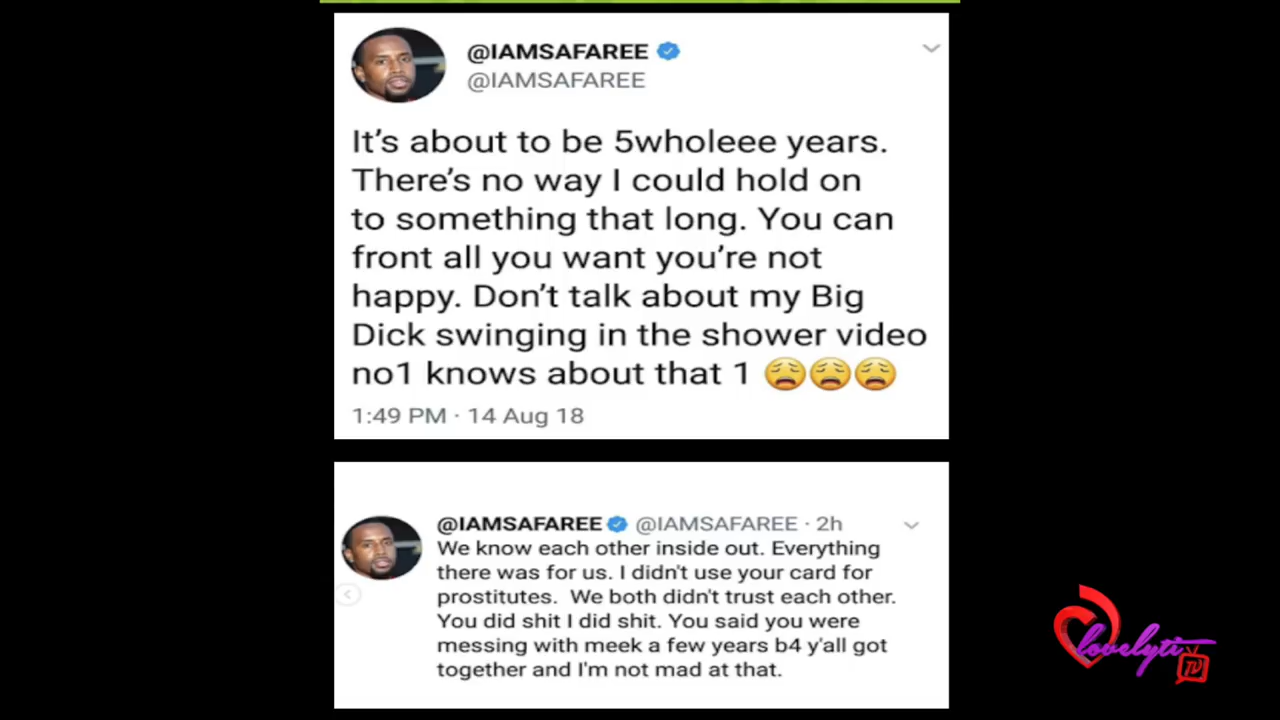 @IAMSAFAREE
@IAMSAFAREE
It’s about to be 5wholeee years.
There’s no way I could hold on
to something that long. You can
front all you want you’re not
happy. Don’t talk about my Big
Dick swinging in the shower video
no1 knows about that 1 😩😩😩
1:49 PM · 14 Aug 18
@IAMSAFAREE @IAMSAFAREE · 2h
We know each other inside out. Everything
there was for us. I didn't use your card for
prostitutes.  We both didn't trust each other.
You did shit I did shit. You said you were
messing with meek a few years b4 y'all got
together and I'm not mad at that.
lovelyti
TV